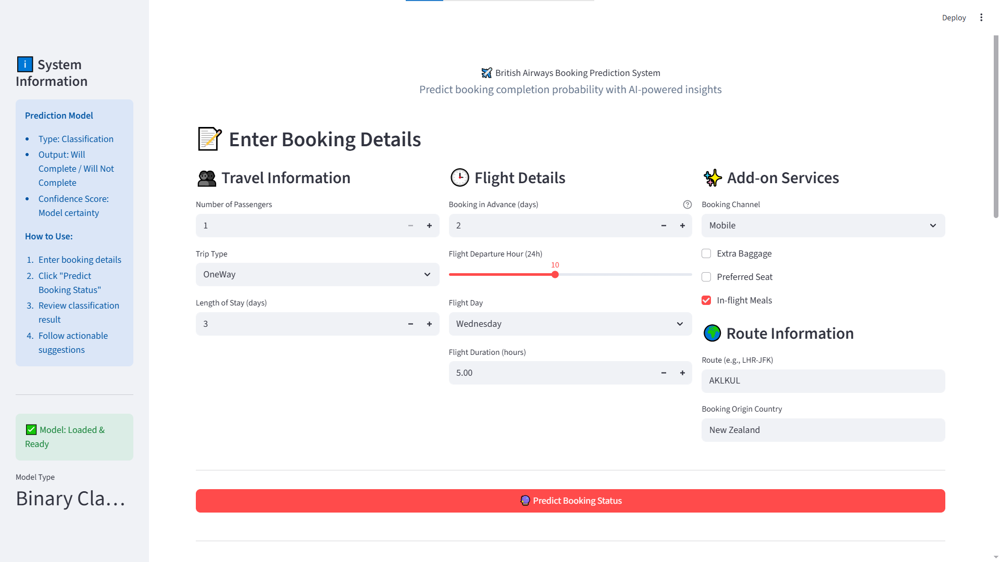 Deploy
System
Information
Prediction Model
• Type: Classification
• Output: Will
Complete / Will Not
Complete
• Confidence Score:
Model certainty
How to Use:
1. Enter booking details
2. Click "Predict
Booking Status"
3. Review classification
result
4. Follow actionable
suggestions
Model: Loaded &
Ready
Model Type
Binary Cla...
British Airways Booking Prediction System
Predict booking completion probability with AI-powered insights
Enter Booking Details
Travel Information
Number of Passengers
1
Trip Type
OneWay
Length of Stay (days)
3
Flight Details
Booking in Advance (days)
2
Flight Departure Hour (24h)
10
Flight Day
Wednesday
Flight Duration (hours)
5.00
Add-on Services
Booking Channel
Mobile
Extra Baggage
Preferred Seat
In-flight Meals
Route Information
Route (e.g., LHR-JFK)
AKLKUL
Booking Origin Country
New Zealand
Predict Booking Status